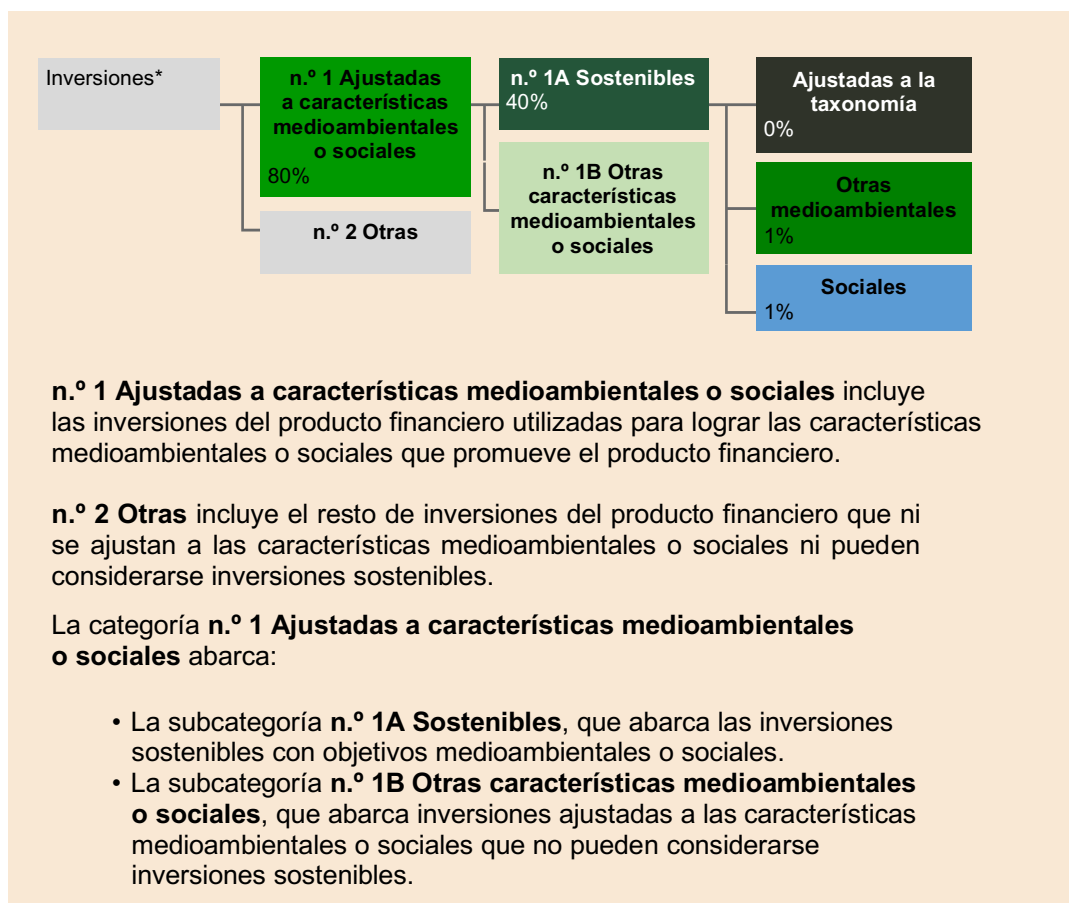 Inversiones*
n.º 1 Ajustadas
a características
medioambientales
o sociales
80%
n.º 2 Otras
n.º 1A Sostenibles
40%
n.º 1B Otras
características
medioambientales
o sociales
Ajustadas a la
taxonomía
0%
Otras
medioambientales
1%
Sociales
1%
n.º 1 Ajustadas a características medioambientales o sociales incluye
las inversiones del producto financiero utilizadas para lograr las características
medioambientales o sociales que promueve el producto financiero.
n.º 2 Otras incluye el resto de inversiones del producto financiero que ni
se ajustan a las características medioambientales o sociales ni pueden
considerarse inversiones sostenibles.
La categoría n.º 1 Ajustadas a características medioambientales
o sociales abarca:
• La subcategoría n.º 1A Sostenibles, que abarca las inversiones
sostenibles con objetivos medioambientales o sociales.
• La subcategoría n.º 1B Otras características medioambientales
o sociales, que abarca inversiones ajustadas a las características
medioambientales o sociales que no pueden considerarse
inversiones sostenibles.